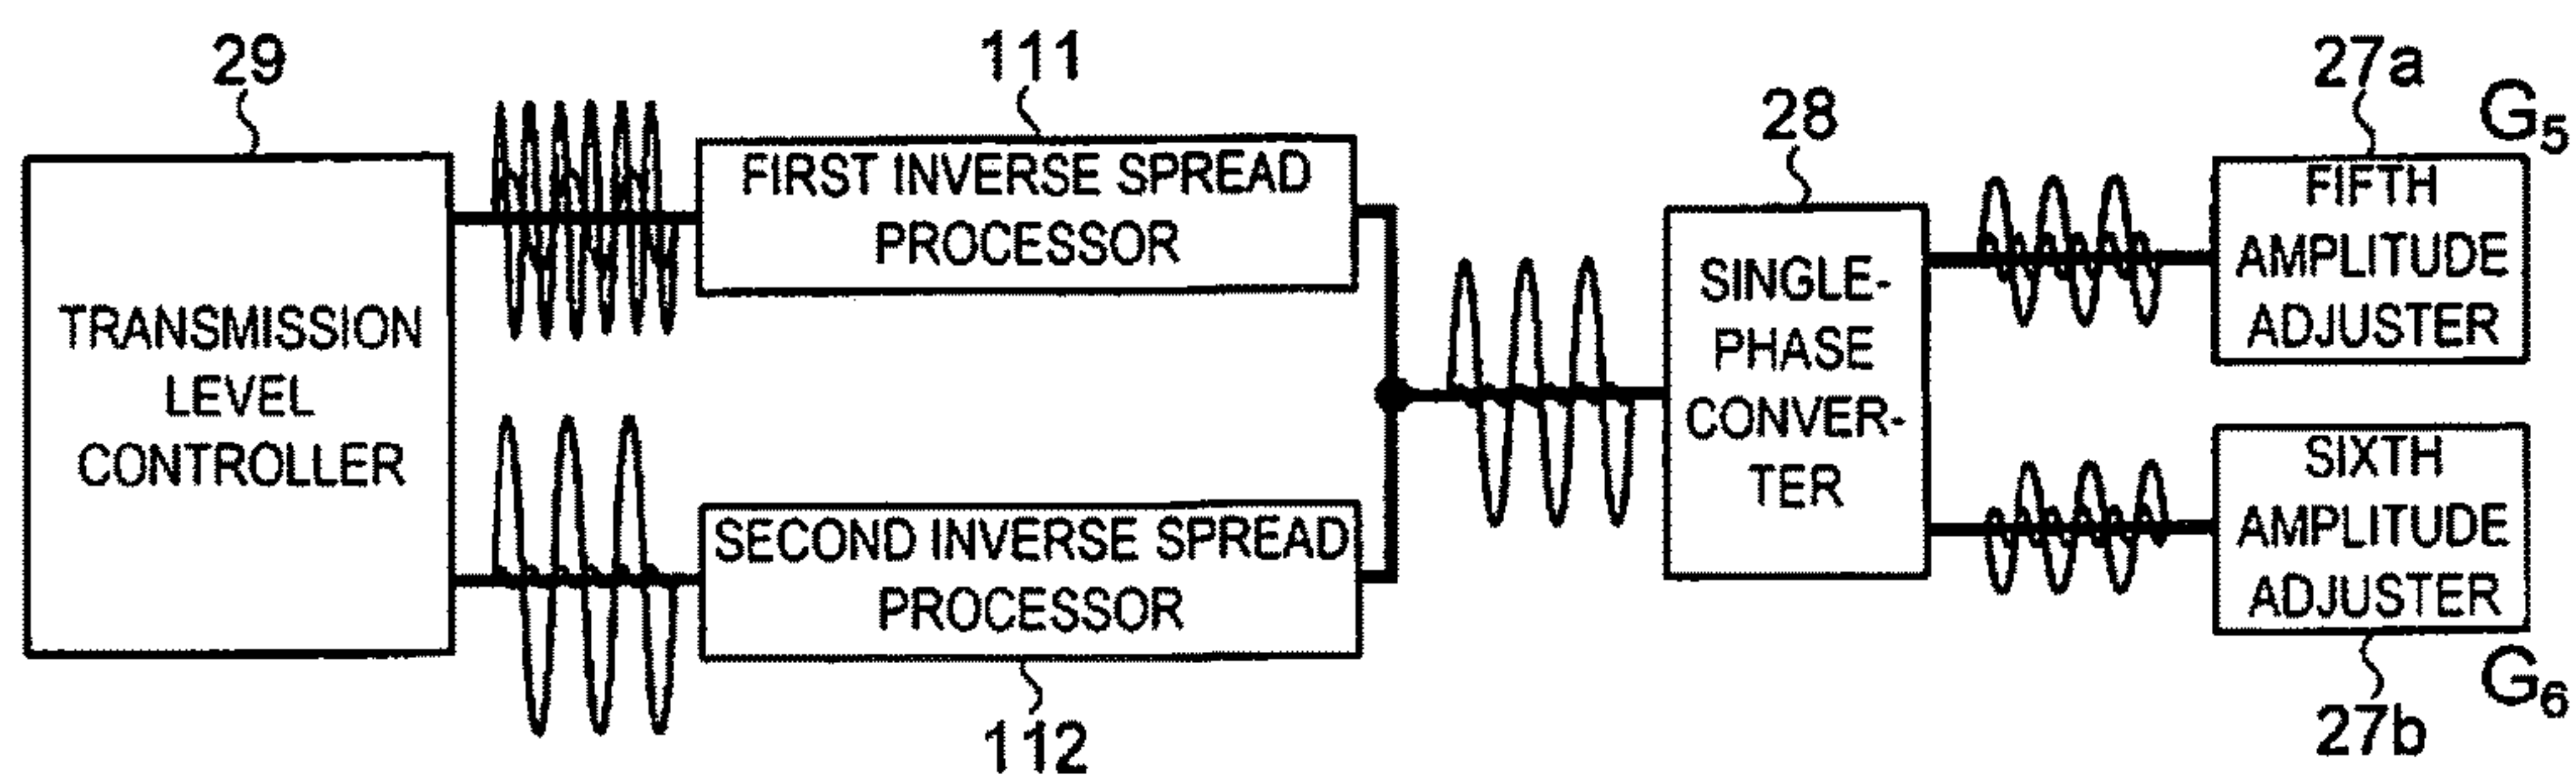 29
111
28
27a
G5
TRANSMISSION
LEVEL
CONTROLLER
FIRST INVERSE SPREAD
PROCESSOR
SECOND INVERSE SPREAD
PROCESSOR
112
SINGLE-
PHASE
CONVER-
TER
FIFTH
AMPLITUDE
ADJUSTER
SIXTH
AMPLITUDE
ADJUSTER
27b
G6